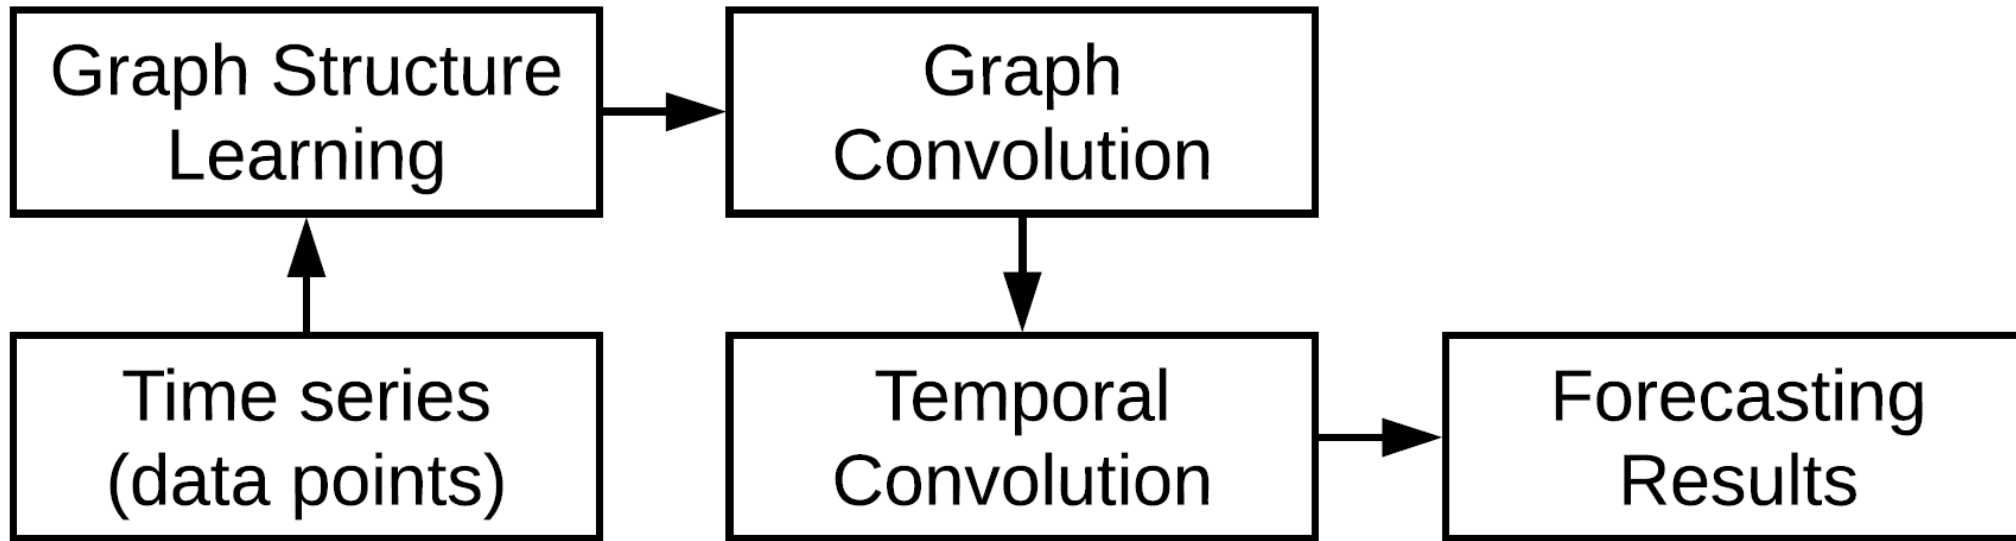 Graph Structure
Learning
Graph
Convolution
Time series
(data points)
Temporal
Convolution
Forecasting
Results